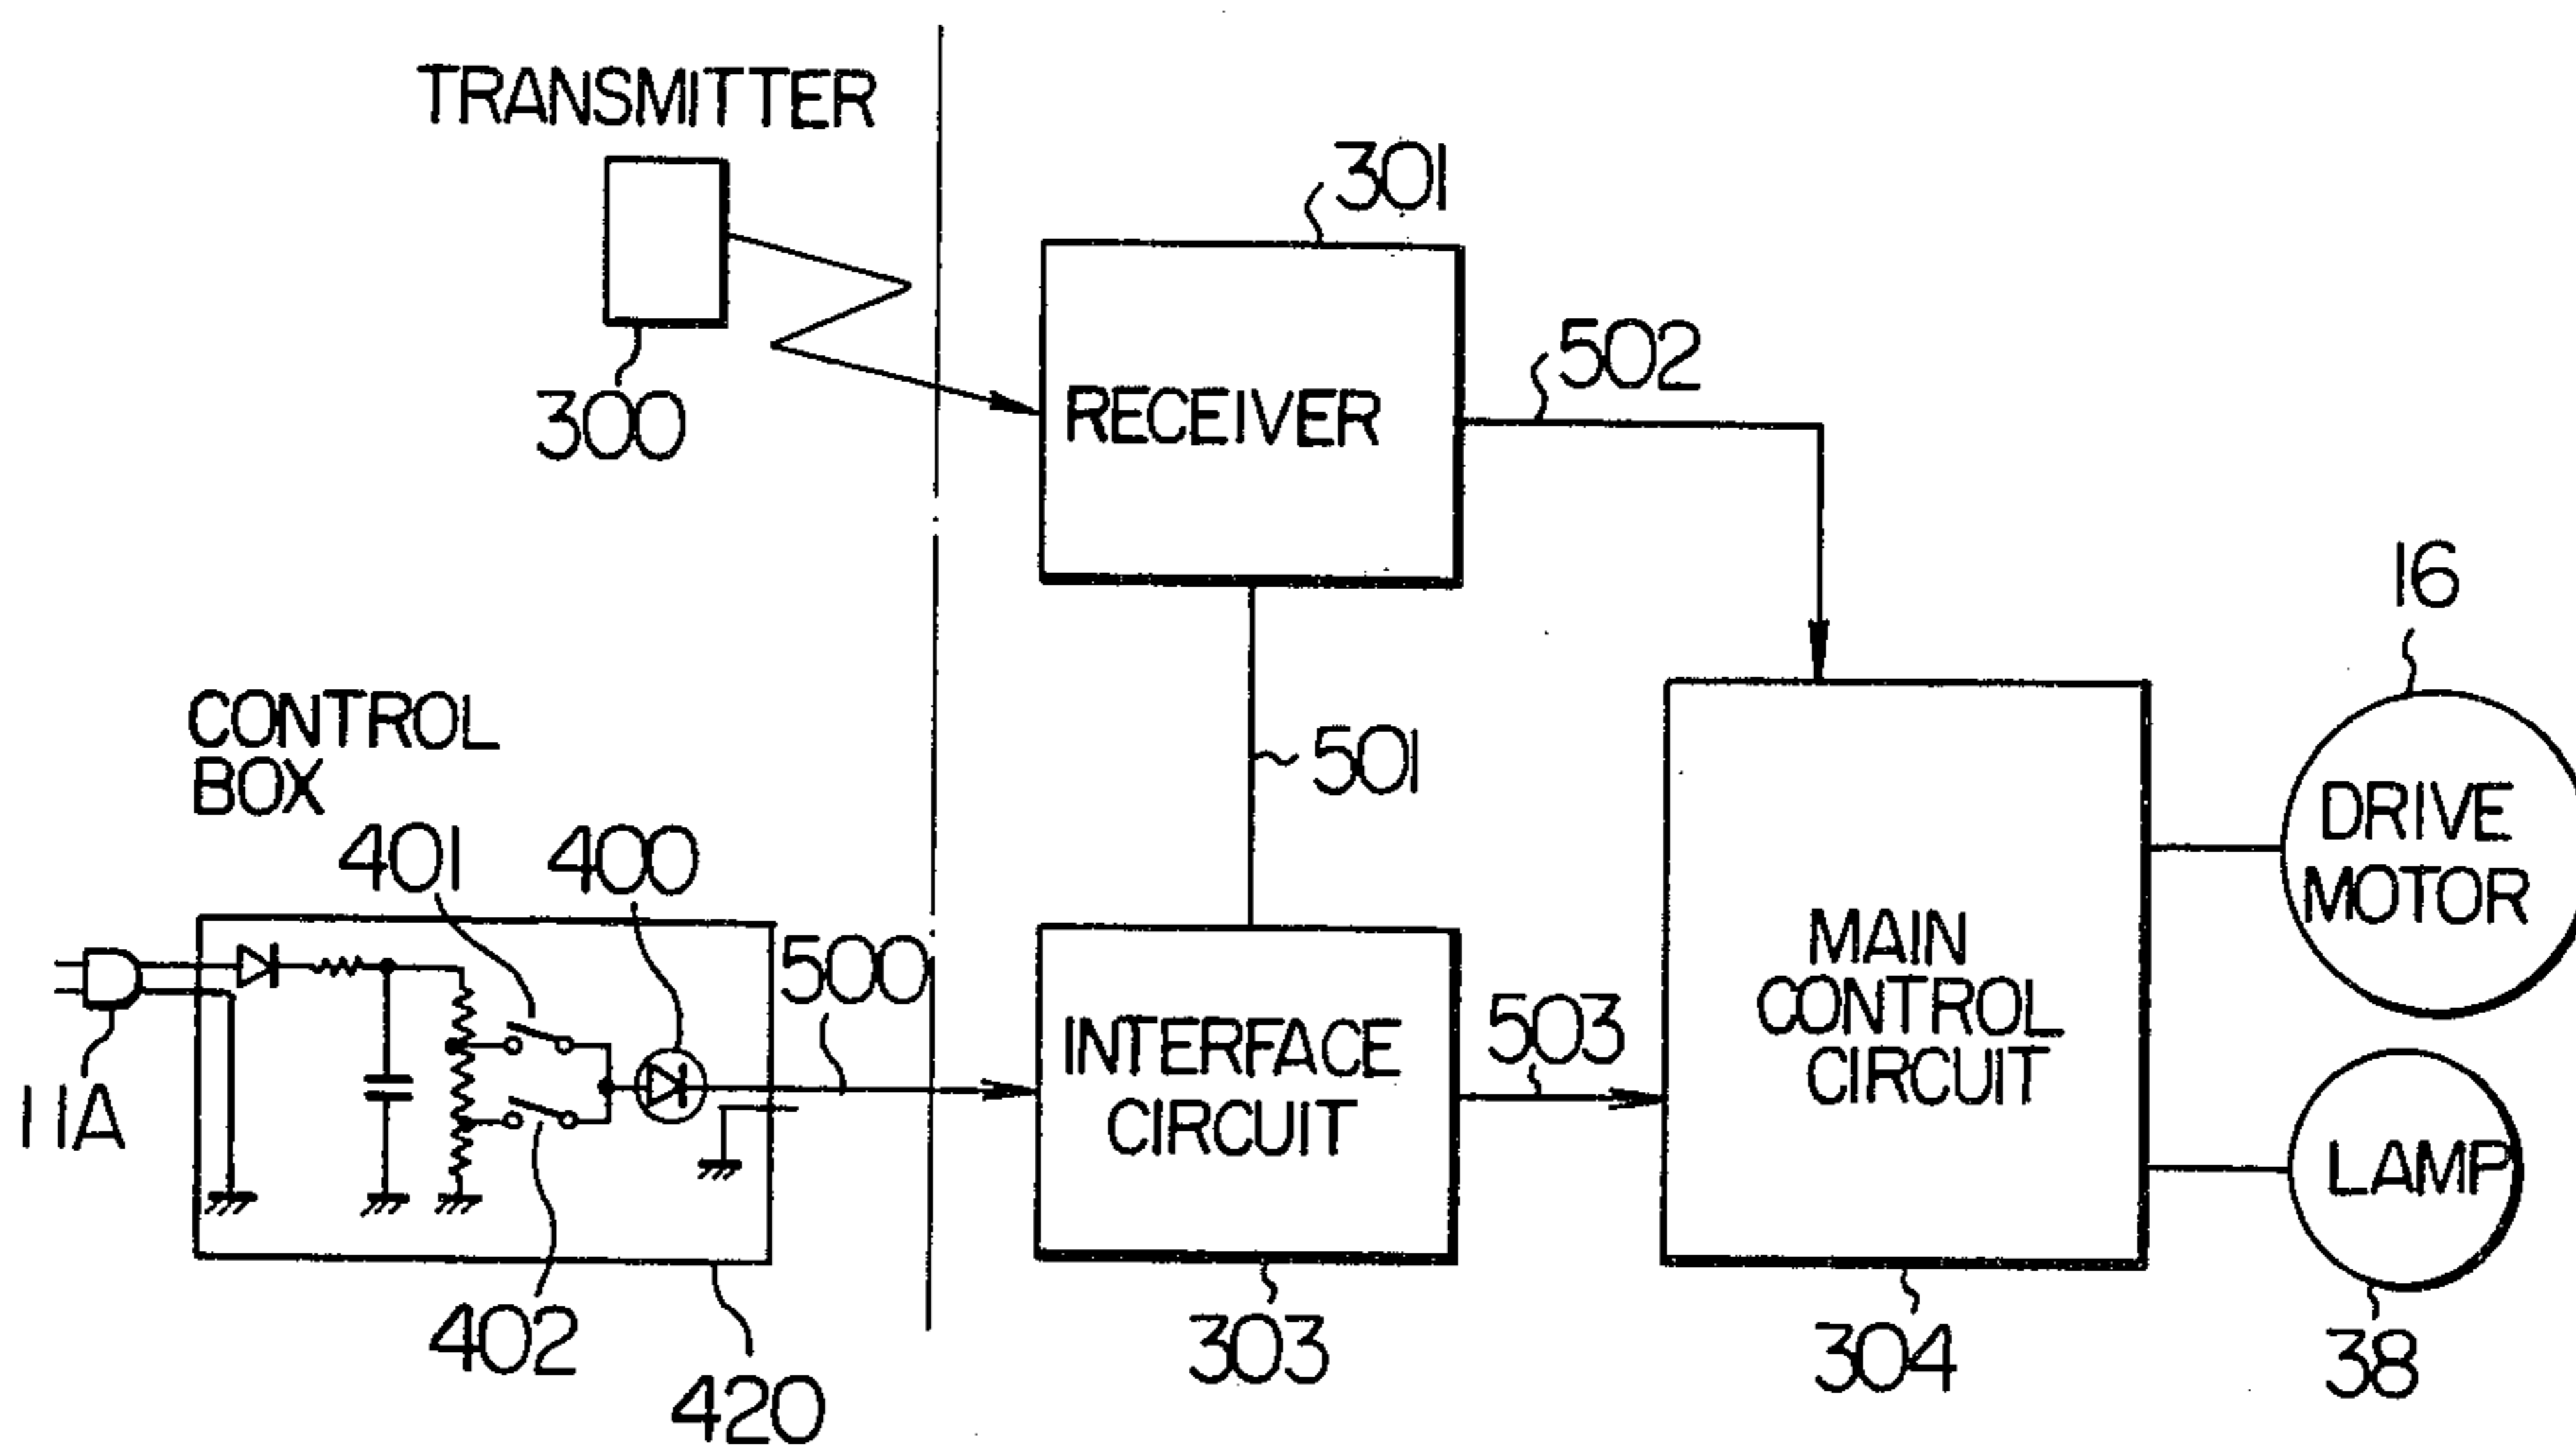 TRANSMITTER
300
301
RECEIVER
502
501
CONTROL
BOX
401
400
500
11A
402
420
INTERFACE
CIRCUIT
303
503
MAIN
CONTROL
CIRCUIT
304
16
DRIVE
MOTOR
LAMP
38